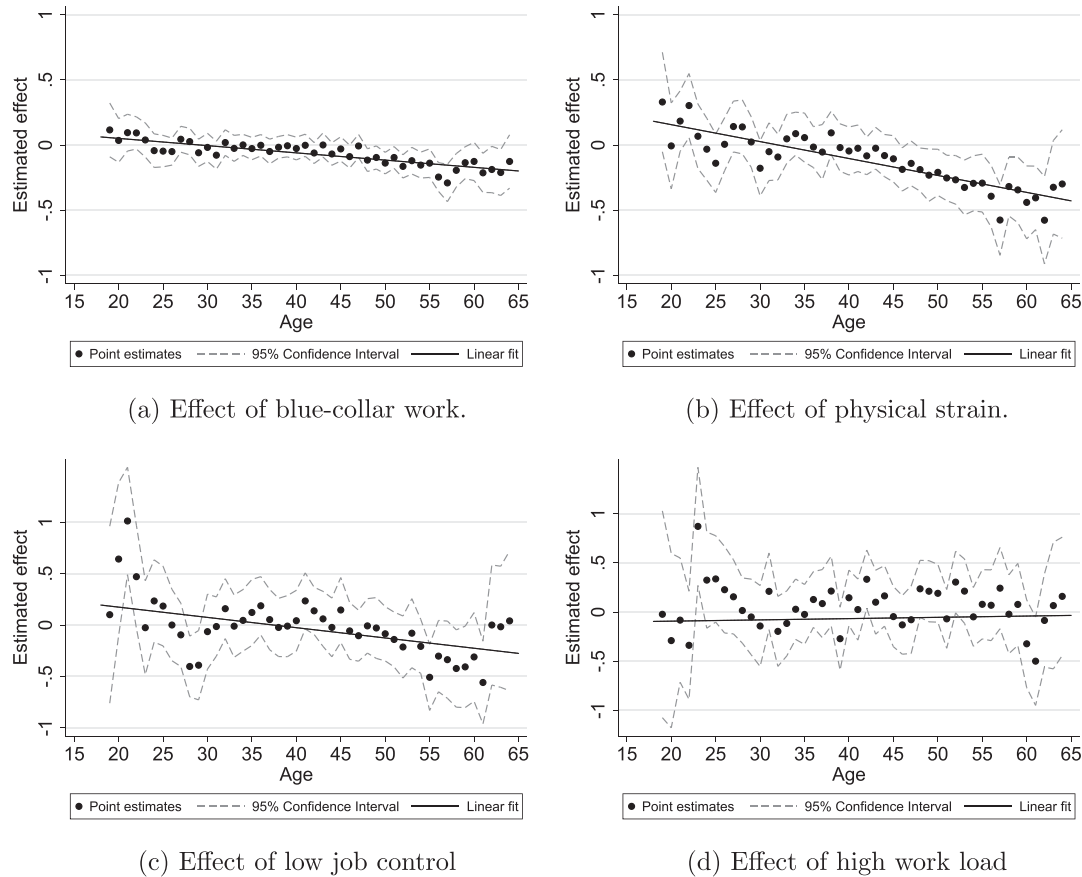 1
.5
0
-.5
-1
Estimated effect
15 20 25 30 35 40 45 50 55 60 65
Age
Point estimates 95% Confidence Interval Linear fit
(a) Effect of blue-collar work.
1
.5
0
-.5
-1
Estimated effect
15 20 25 30 35 40 45 50 55 60 65
Age
Point estimates 95% Confidence Interval Linear fit
(b) Effect of physical strain.
1
.5
0
-.5
-1
Estimated effect
15 20 25 30 35 40 45 50 55 60 65
Age
Point estimates 95% Confidence Interval Linear fit
(c) Effect of low job control
1
.5
0
-.5
-1
Estimated effect
15 20 25 30 35 40 45 50 55 60 65
Age
Point estimates 95% Confidence Interval Linear fit
(d) Effect of high work load